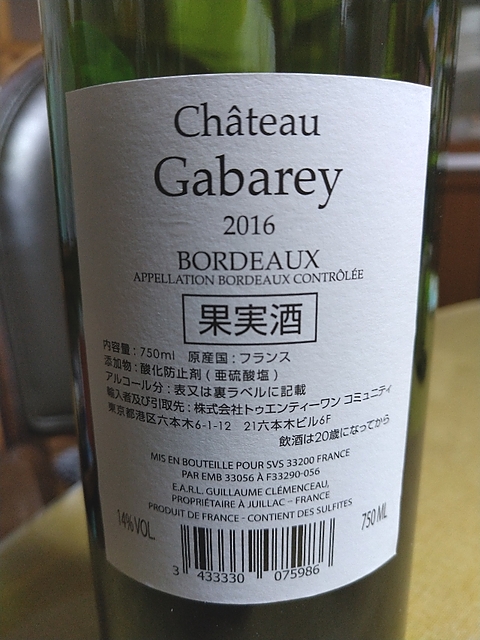 Château
Gabarey
2016
BORDEAUX
APPELLATION BORDEAUX CONTRÔLÉE
果実酒
内容量：750ml 原産国：フランス
添加物：酸化防止剤(亜硫酸塩)
アルコール分：表又は裏ラベルに記載
輸入者及び引取先：株式会社トゥエンティーワン コミュニティ
東京都港区六本木6-1-12 21六本木ビル6F
飲酒は20歳になってから
MIS EN BOUTEILLE POUR SVS 33200 FRANCE
PAR EMB 33056 À F33290-056
E.A.R.L. GUILLAUME CLÉMENCEAU,
PROPRIÉTAIRE À JUILLAC – FRANCE
PRODUIT DE FRANCE - CONTIENT DES SULFITES
14% VOL.
750 ML
3 433330 075986